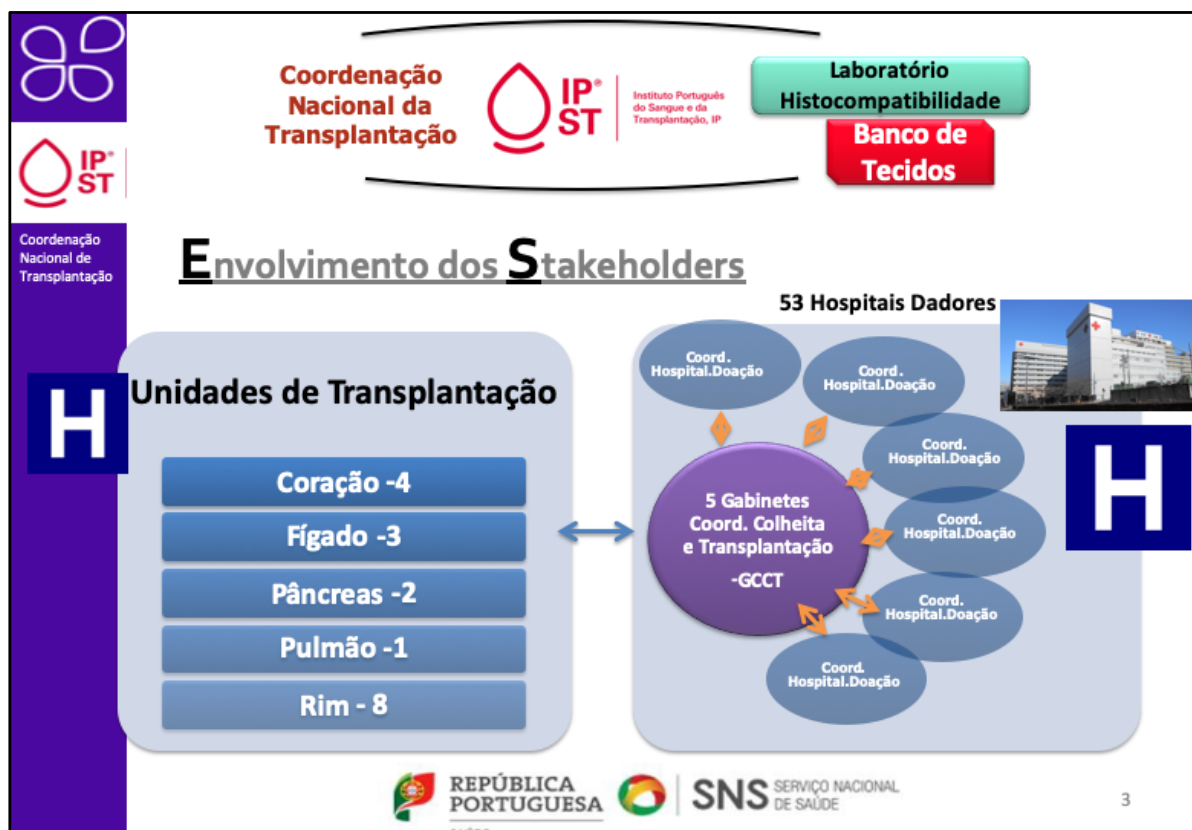 Coordenação
Nacional da
Transplantação
IP®
ST
Instituto Português
do Sangue e da
Transplantação, IP
Laboratório
Histocompatibilidade
Banco de
Tecidos
IP®
ST
Coordenação
Nacional de
Transplantação
Envolvimento dos Stakeholders
53 Hospitais Dadores
H
Unidades de Transplantação
Coração -4
Fígado -3
Pâncreas -2
Pulmão -1
Rim - 8
Coord.
Hospital.Doação
Coord.
Hospital.Doação
Coord.
Hospital.Doação
Coord.
Hospital.Doação
Coord.
Hospital.Doação
Coord.
Hospital.Doação
5 Gabinetes
Coord. Colheita
e Transplantação
-GCCT
H
REPÚBLICA
PORTUGUESA
SNS SERVIÇO NACIONAL
DE SAÚDE
3